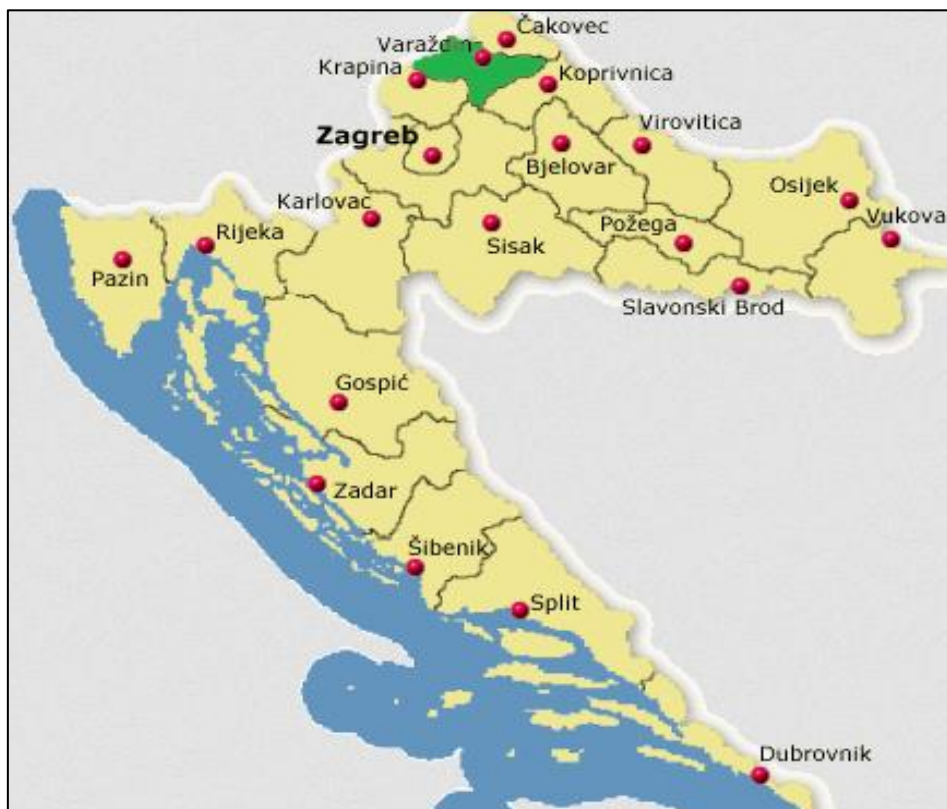 Čakovec
Varaždin
Krapina
Koprivnica
Zagreb
Virovitica
Bjelovar
Osijek
Karlovac
Vukova
Rijeka
Sisak
Požega
Pazin
Slavonski Brod
Gospić
Zadar
Šibenik
Split
Dubrovnik